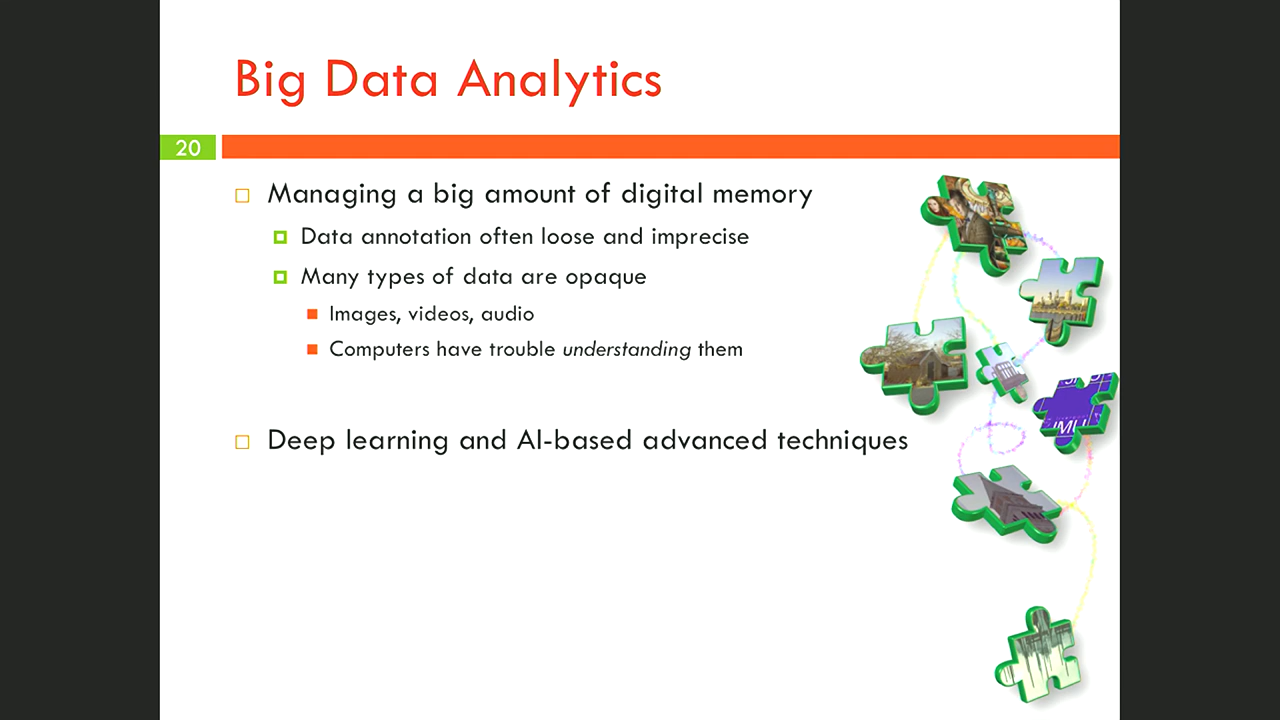 Big Data Analytics
20
Managing a big amount of digital memory
Data annotation often loose and imprecise
Many types of data are opaque
Images, videos, audio
Computers have trouble understanding them
Deep learning and AI-based advanced techniques